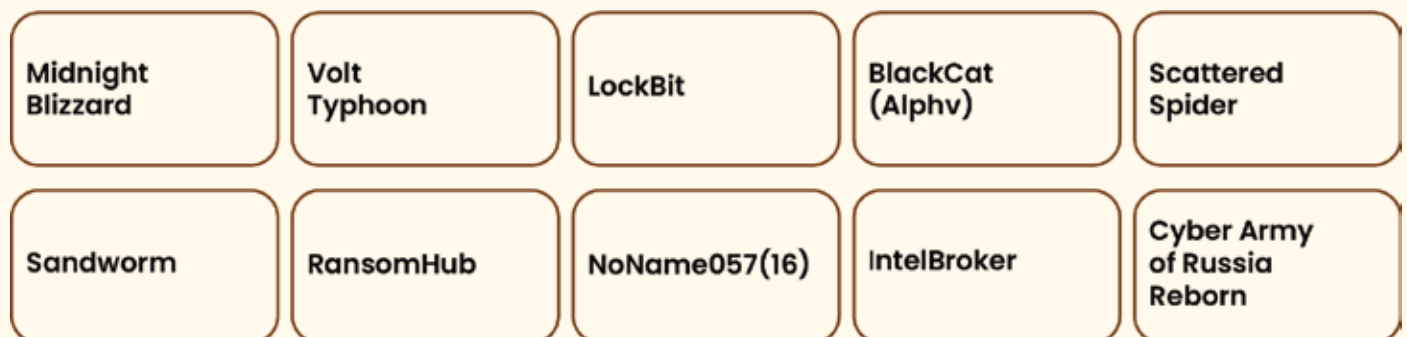 Midnight
Blizzard
Volt
Typhoon
LockBit
BlackCat
(Alphv)
Scattered
Spider
Sandworm
RansomHub
NoName057(16)
IntelBroker
Cyber Army
of Russia
Reborn